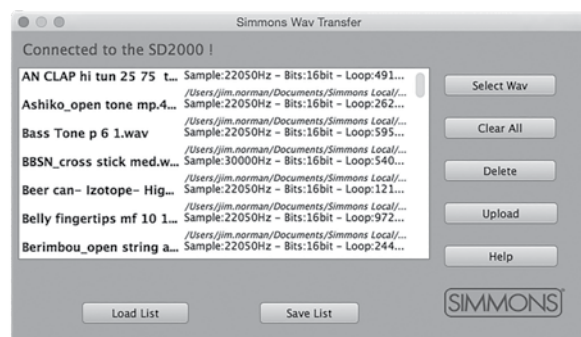 Simmons Wav Transfer
Connected to the SD2000 !
AN CLAP hi tun 25 75 t... Sample:22050Hz – Bits:16bit – Loop:491...
/Users/jim.norman/Documents/Simmons Local/...
Ashiko_open tone mp.4... Sample:22050Hz – Bits:16bit – Loop:262...
/Users/jim.norman/Documents/Simmons Local/...
Bass Tone p 6 1.wav Sample:22050Hz – Bits:16bit – Loop:595...
/Users/jim.norman/Documents/Simmons Local/...
BBSN_cross stick med.w... Sample:30000Hz – Bits:16bit – Loop:540...
/Users/jim.norman/Documents/Simmons Local/...
Beer can– Izotope– Hig... Sample:22050Hz – Bits:16bit – Loop:121...
/Users/jim.norman/Documents/Simmons Local/...
Belly fingertips mf 10 1... Sample:22050Hz – Bits:16bit – Loop:972...
/Users/jim.norman/Documents/Simmons Local/...
Berimbou_open string a... Sample:22050Hz – Bits:16bit – Loop:244...
Select Wav
Clear All
Delete
Upload
Help
Load List
Save List
SIMMONS